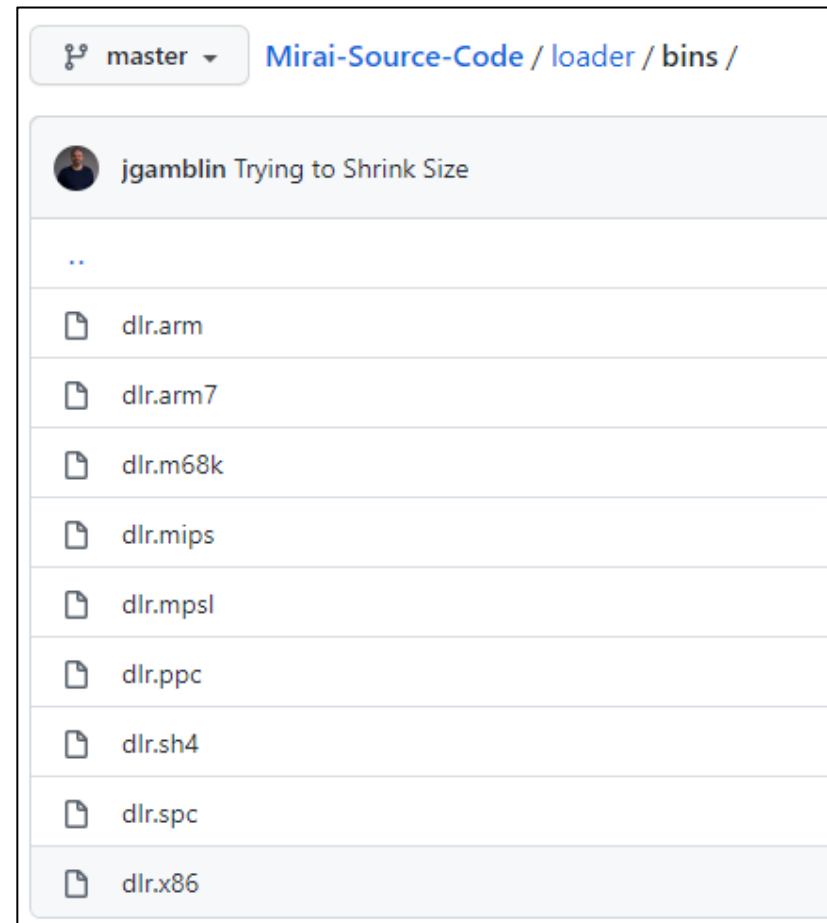 master Mirai-Source-Code / loader / bins /
jgamblin Trying to Shrink Size
..
dlr.arm
dlr.arm7
dlr.m68k
dlr.mips
dlr.mpsl
dlr.ppc
dlr.sh4
dlr.spc
dlr.x86